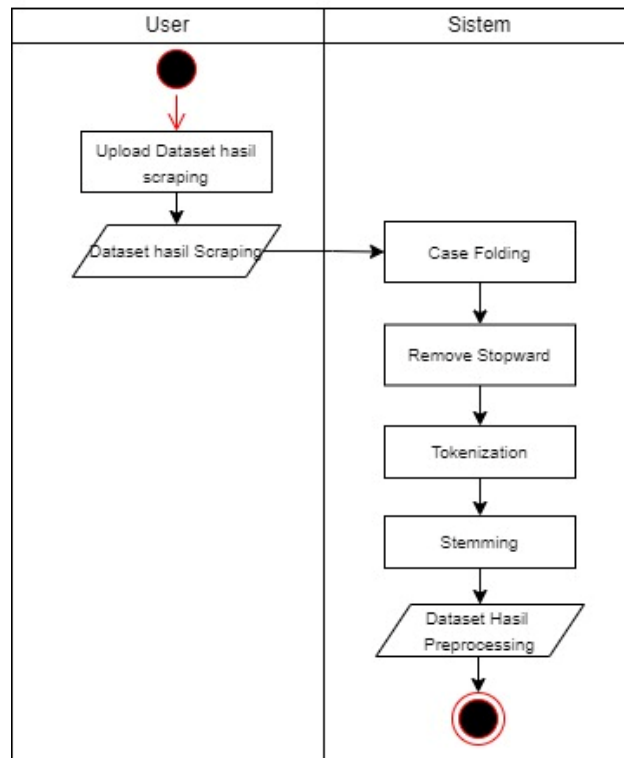 User
Sistem
Upload Dataset hasil
scraping
Dataset hasil Scraping
Case Folding
Remove Stopward
Tokenization
Stemming
Dataset Hasil
Preprocessing